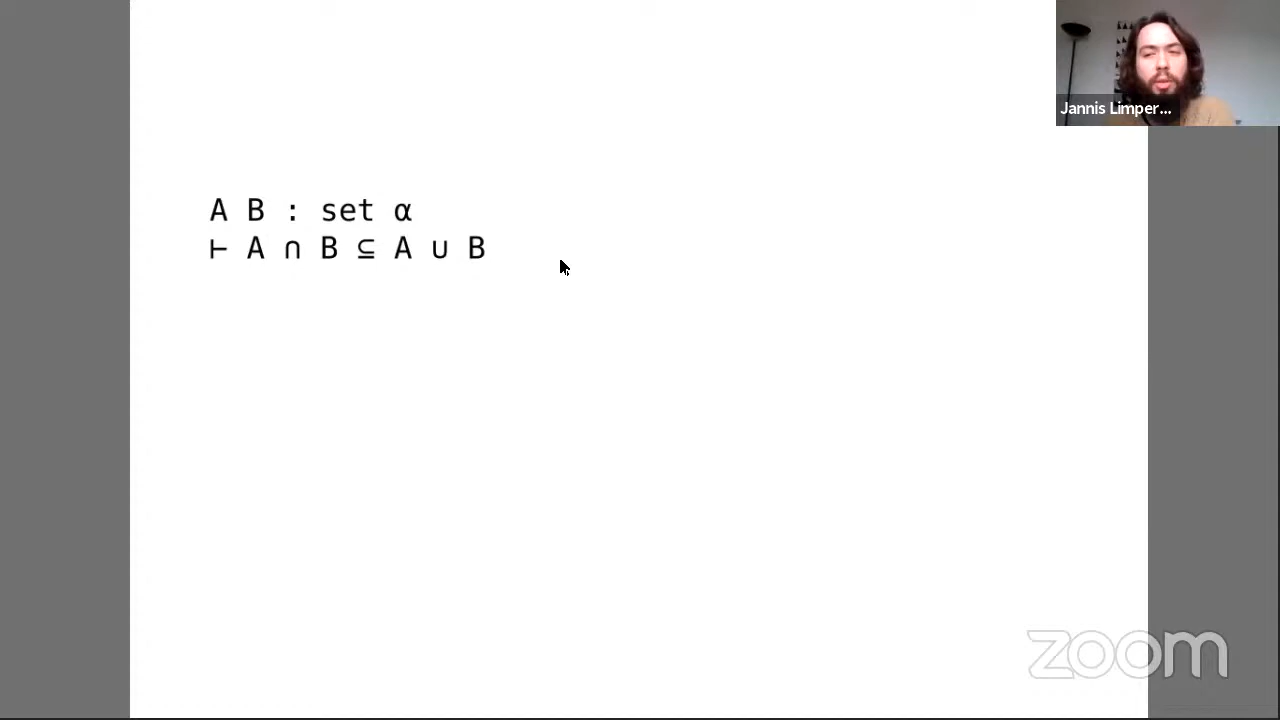 Jannis Limper...
A B : set α
⊢ A ∩ B ⊆ A ∪ B
zoom